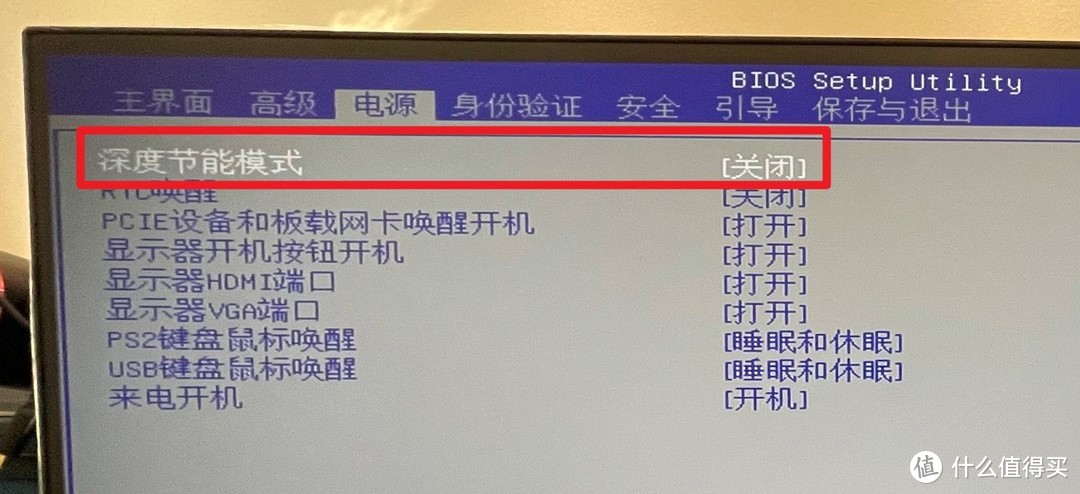 BIOS Setup Utility
主界面 高级 电源 身份验证 安全 引导 保存与退出
深度节能模式 [关闭]
RTC唤醒 [关闭]
PCIE设备和板载网卡唤醒开机 [打开]
显示器开机按钮开机 [打开]
显示器HDMI端口 [打开]
显示器VGA端口 [打开]
PS2键盘鼠标唤醒 [睡眠和休眠]
USB键盘鼠标唤醒 [睡眠和休眠]
来电开机 [开机]
值 什么值得买